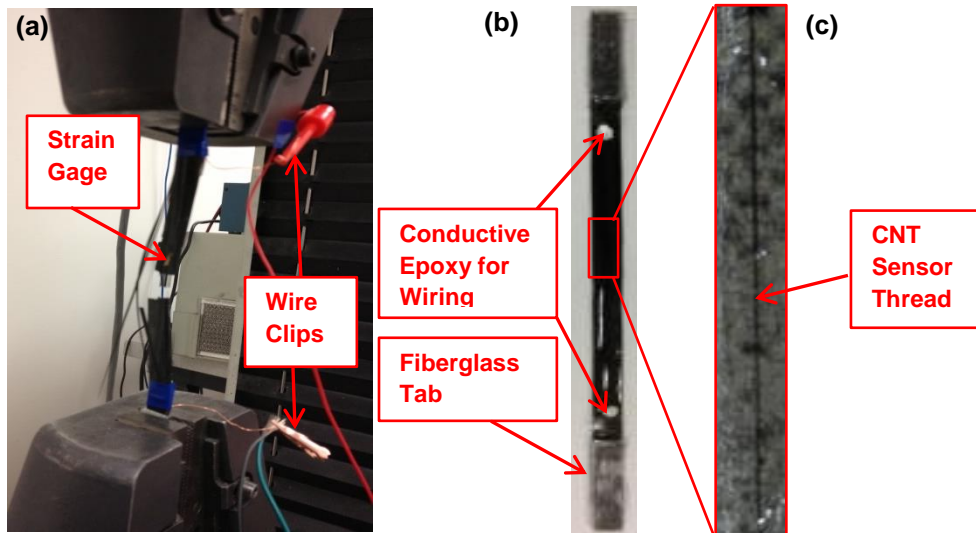 (a)
Strain
Gage
Wire
Clips
(b)
Conductive
Epoxy for
Wiring
Fiberglass
Tab
(c)
CNT
Sensor
Thread